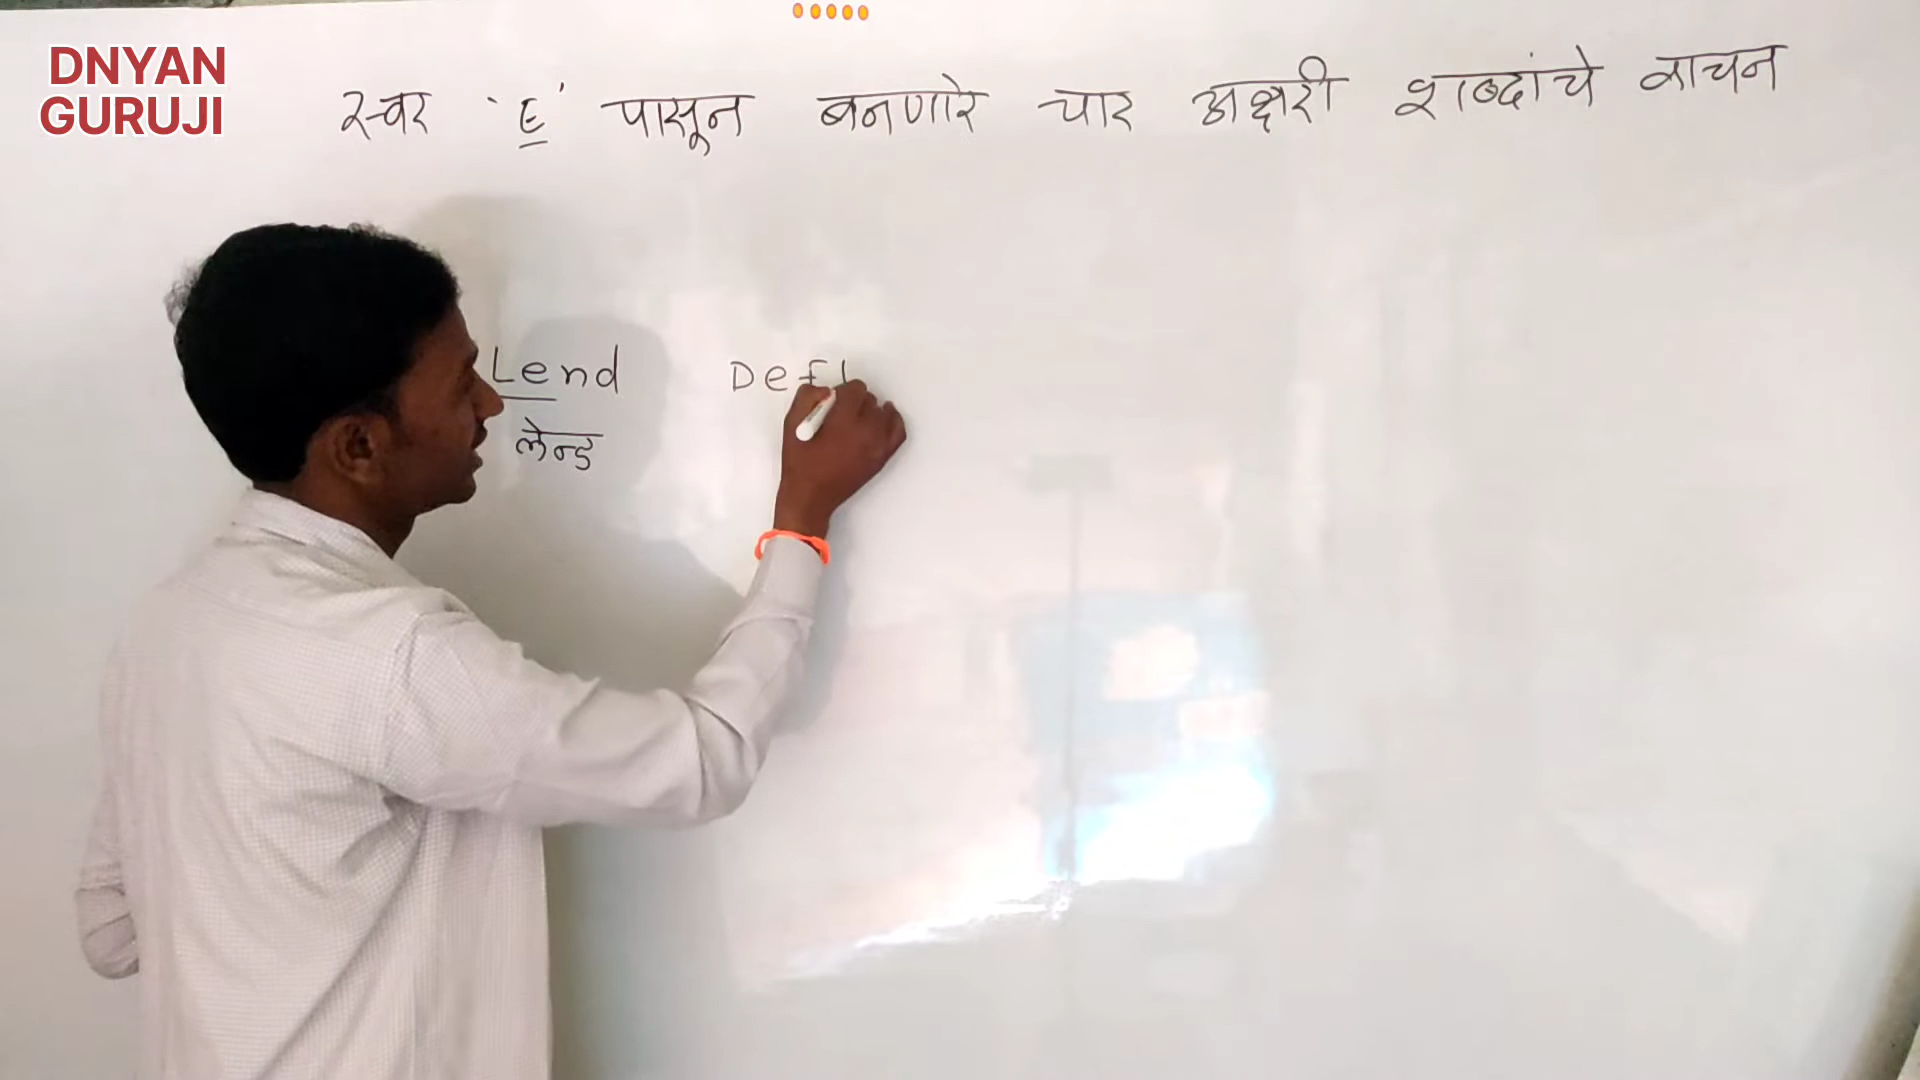 DNYAN
GURUJI
स्वर 'E' पासून बनणारे चार अक्षरी शब्दांचे वाचन
Lend
लेन्ड